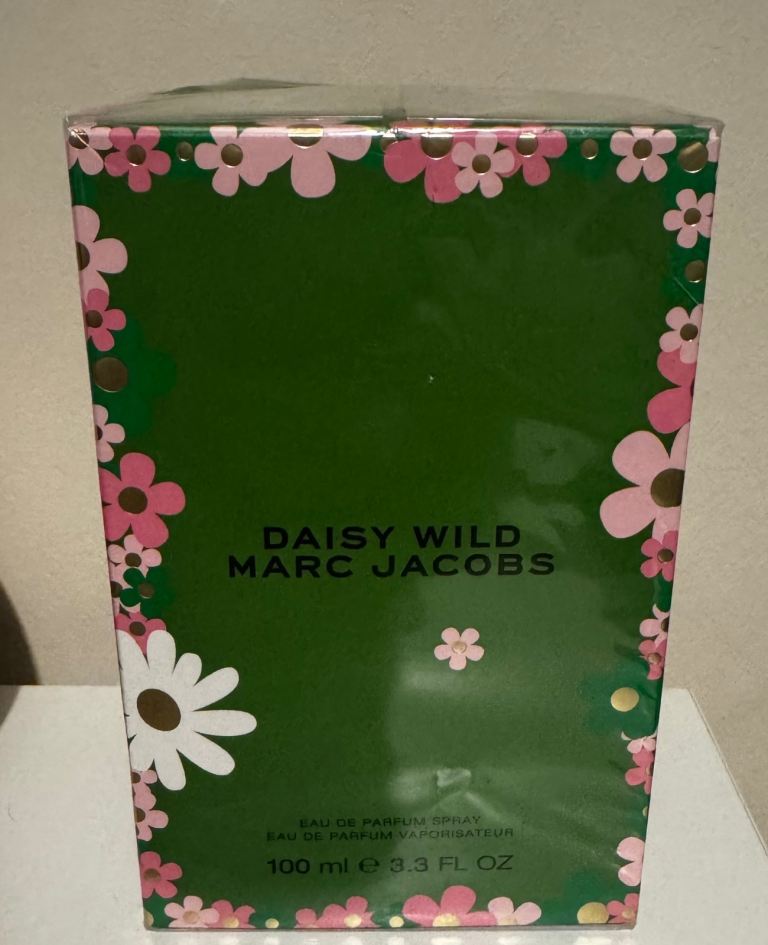 DAISY WILD
MARC JACOBS
EAU DE PARFUM SPRAY
EAU DE PARFUM VAPORISATEUR
100 ml ℮ 3.3 FL OZ